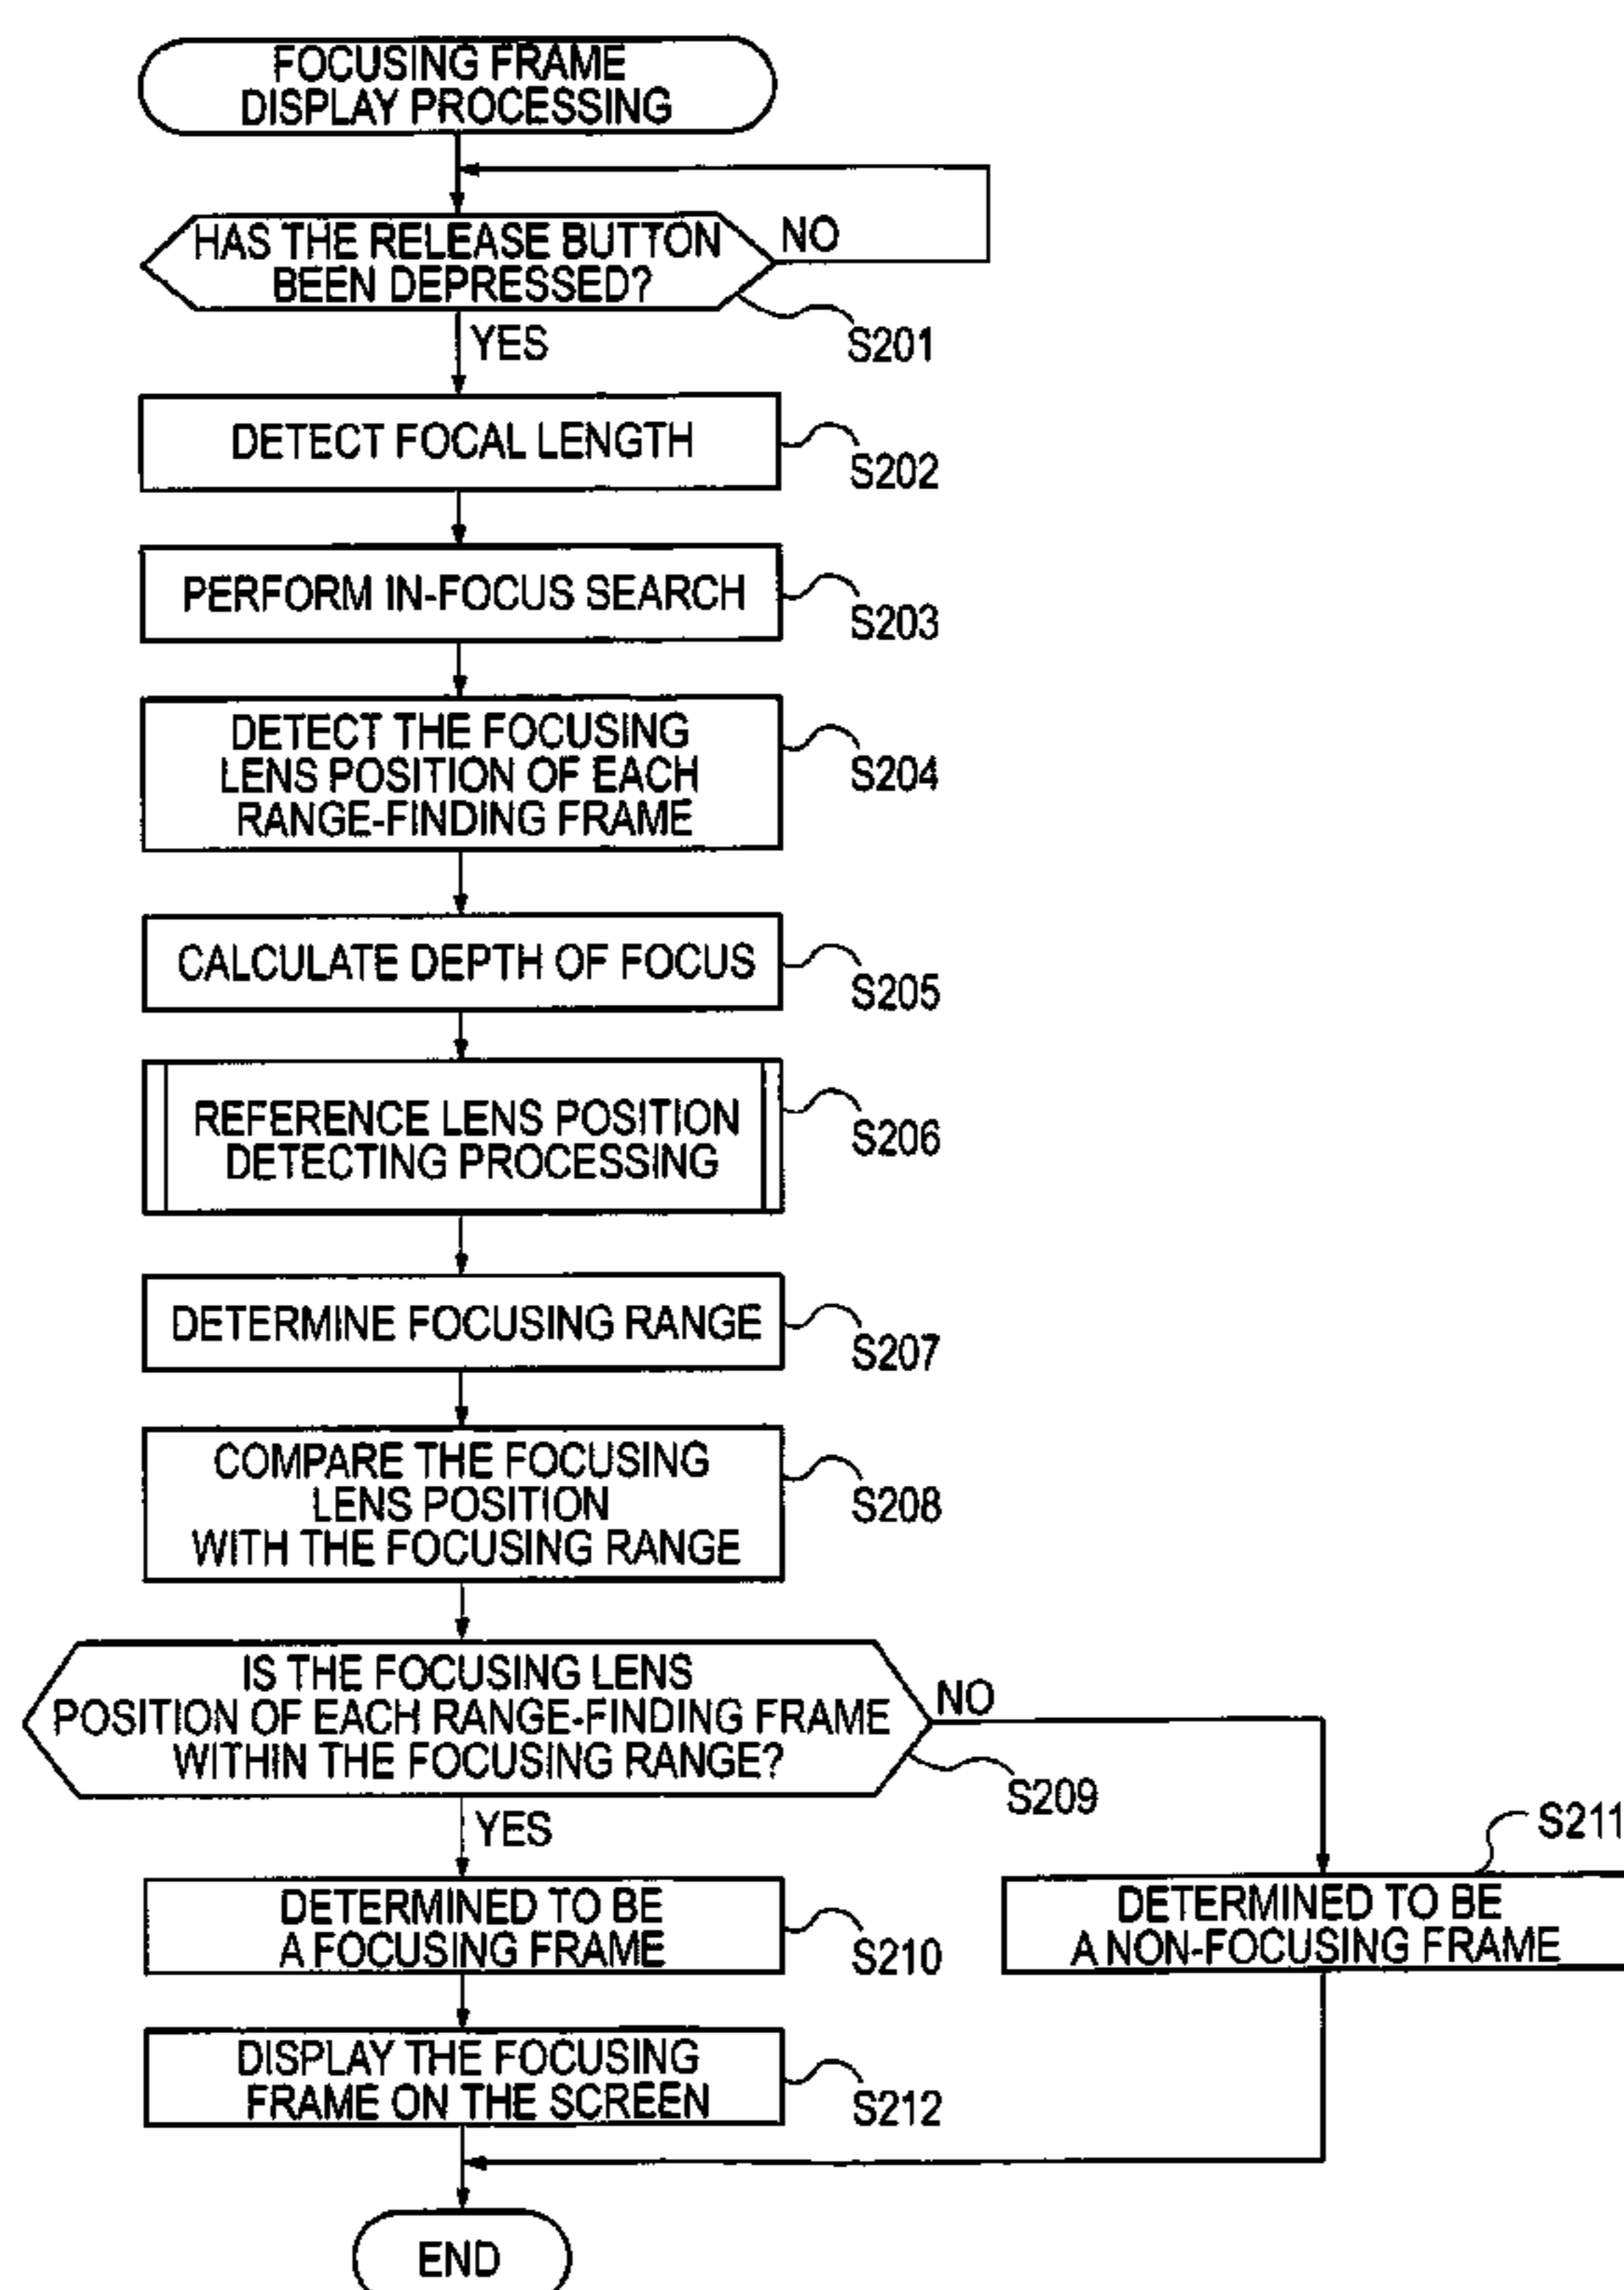 FOCUSING FRAME
DISPLAY PROCESSING
HAS THE RELEASE BUTTON
BEEN DEPRESSED?
NO
S201
YES
DETECT FOCAL LENGTH
S202
PERFORM IN-FOCUS SEARCH
S203
DETECT THE FOCUSING
LENS POSITION OF EACH
RANGE-FINDING FRAME
S204
CALCULATE DEPTH OF FOCUS
S205
REFERENCE LENS POSITION
DETECTING PROCESSING
S206
DETERMINE FOCUSING RANGE
S207
COMPARE THE FOCUSING
LENS POSITION
WITH THE FOCUSING RANGE
S208
IS THE FOCUSING LENS
POSITION OF EACH RANGE-FINDING FRAME
WITHIN THE FOCUSING RANGE?
NO
S209
YES
S211
DETERMINED TO BE
A FOCUSING FRAME
S210
DETERMINED TO BE
A NON-FOCUSING FRAME
DISPLAY THE FOCUSING
FRAME ON THE SCREEN
S212
END